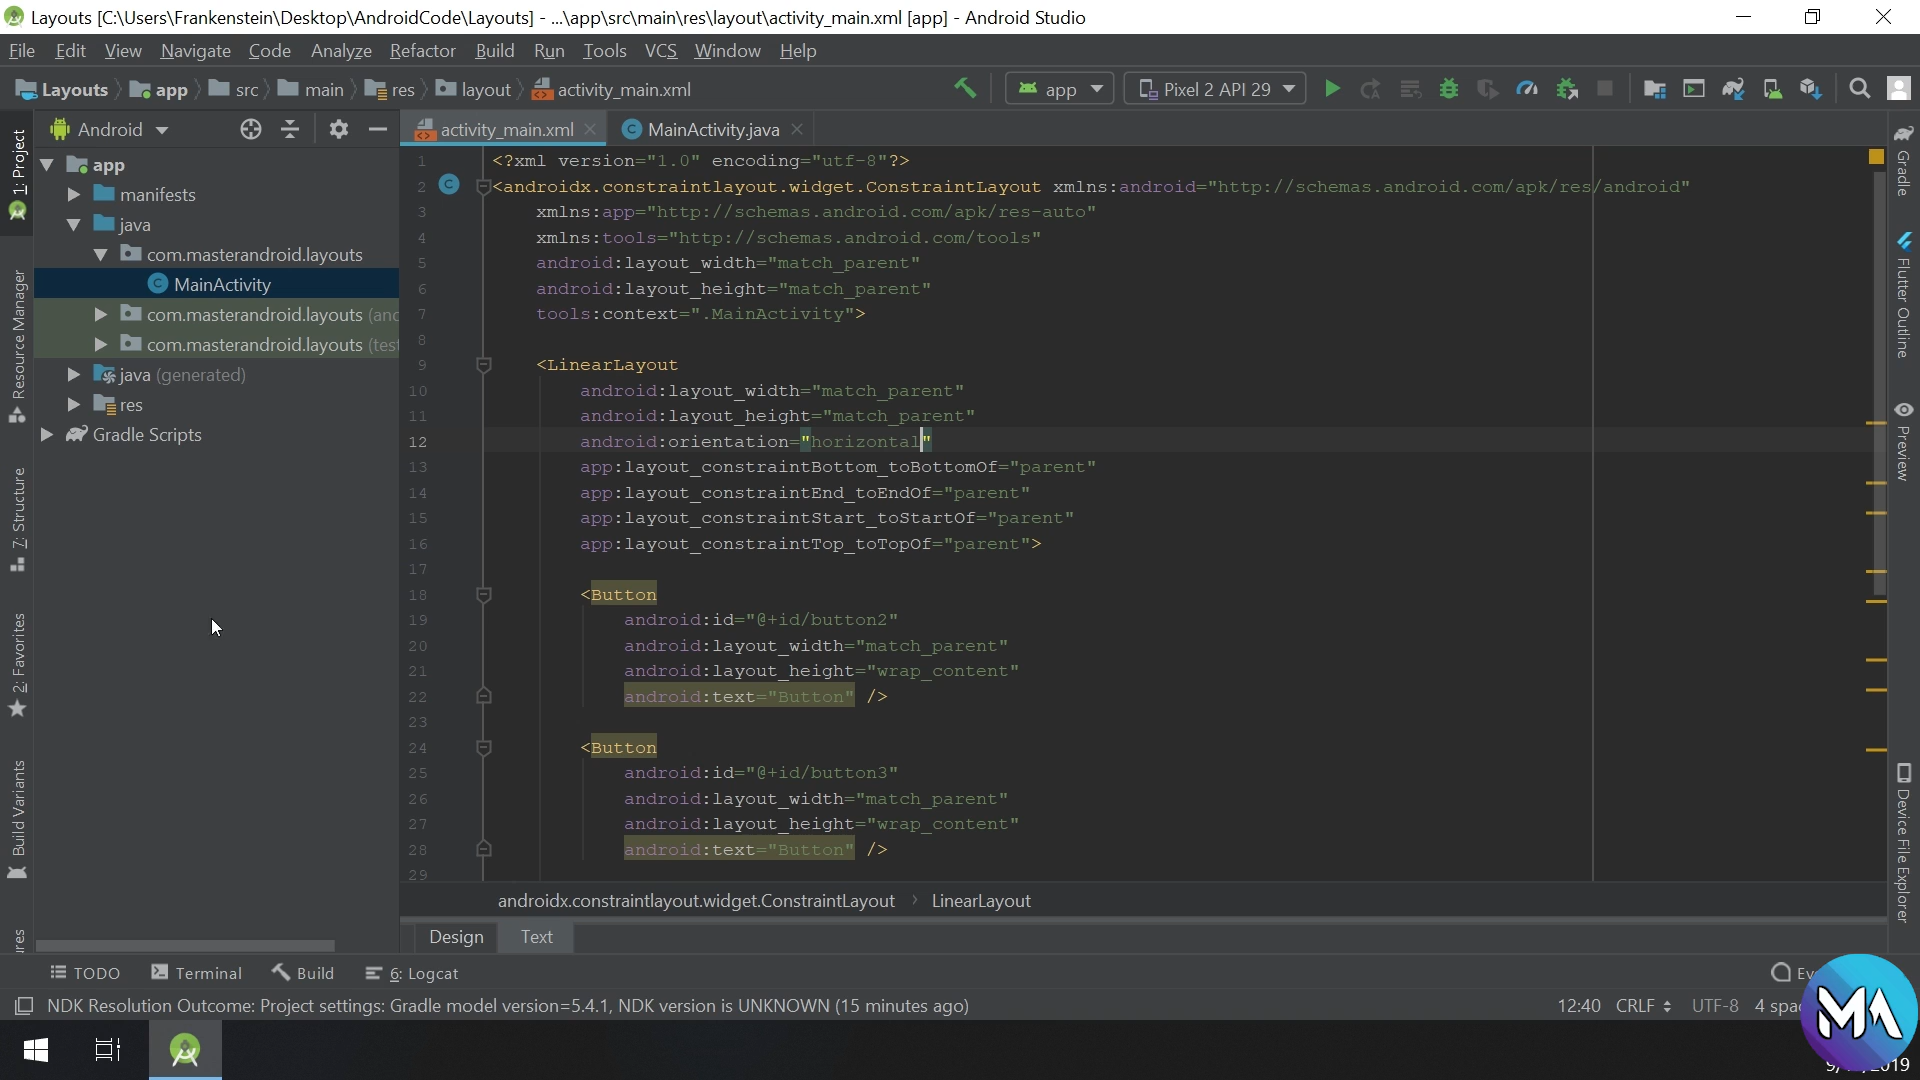 Layouts [C:\Users\Frankenstein\Desktop\AndroidCode\Layouts] - ...\app\src\main\res\layout\activity_main.xml [app] - Android Studio
File Edit View Navigate Code Analyze Refactor Build Run Tools VCS Window Help
Layouts app src main res layout activity_main.xml app Pixel 2 API 29
Android
activity_main.xml MainActivity.java
1: Project
Resource Manager
Z: Structure
2: Favorites
Build Variants
app
manifests
java
com.masterandroid.layouts
MainActivity
com.masterandroid.layouts
com.masterandroid.layouts
java (generated)
res
Gradle Scripts
1 <?xml version="1.0" encoding="utf-8"?>
2 <androidx.constraintlayout.widget.ConstraintLayout xmlns:android="http://schemas.android.com/apk/res/android"
3 xmlns:app="http://schemas.android.com/apk/res-auto"
4 xmlns:tools="http://schemas.android.com/tools"
5 android:layout_width="match_parent"
6 android:layout_height="match_parent"
7 tools:context=".MainActivity">
8
9 <LinearLayout
10 android:layout_width="match_parent"
11 android:layout_height="match_parent"
12 android:orientation="horizontal"
13 app:layout_constraintBottom_toBottomOf="parent"
14 app:layout_constraintEnd_toEndOf="parent"
15 app:layout_constraintStart_toStartOf="parent"
16 app:layout_constraintTop_toTopOf="parent">
17
18 <Button
19 android:id="@+id/button2"
20 android:layout_width="match_parent"
21 android:layout_height="wrap_content"
22 android:text="Button" />
23
24 <Button
25 android:id="@+id/button3"
26 android:layout_width="match_parent"
27 android:layout_height="wrap_content"
28 android:text="Button" />
29
androidx.constraintlayout.widget.ConstraintLayout LinearLayout
Design Text
Gradle
Flutter Outline
Preview
Device File Explorer
TODO Terminal Build 6: Logcat
NDK Resolution Outcome: Project settings: Gradle model version=5.4.1, NDK version is UNKNOWN (15 minutes ago) 12:40 CRLF UTF-8 4
MA